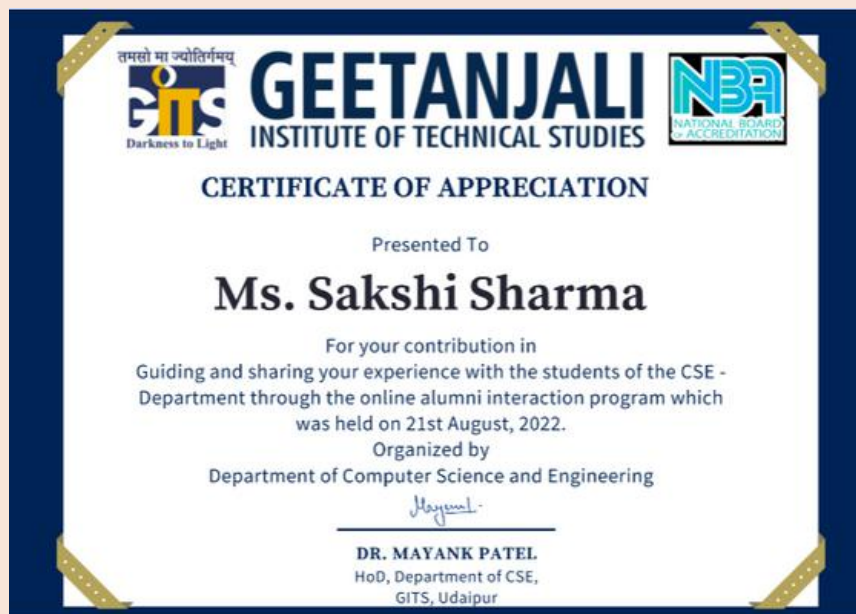 तमसो मा ज्योतिर्गमय्
GITS
Darkness to Light
GEETANJALI
INSTITUTE OF TECHNICAL STUDIES
NBA
NATIONAL BOARD
OF ACCREDITATION
CERTIFICATE OF APPRECIATION
Presented To
Ms. Sakshi Sharma
For your contribution in
Guiding and sharing your experience with the students of the CSE -
Department through the online alumni interaction program which
was held on 21st August, 2022.
Organized by
Department of Computer Science and Engineering
Mayank
DR. MAYANK PATEL
HoD, Department of CSE,
GITS, Udaipur